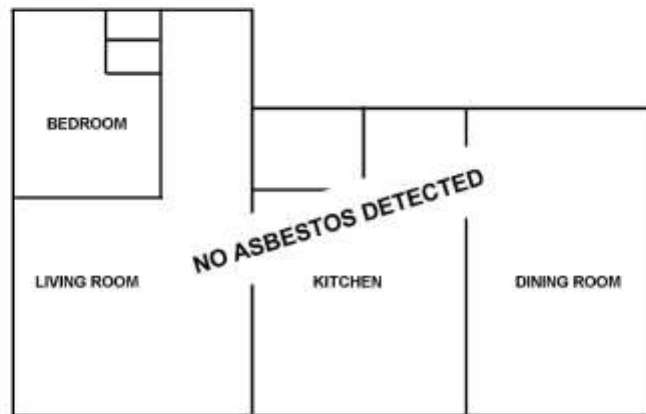 BEDROOM
NO ASBESTOS DETECTED
LIVING ROOM
KITCHEN
DINING ROOM